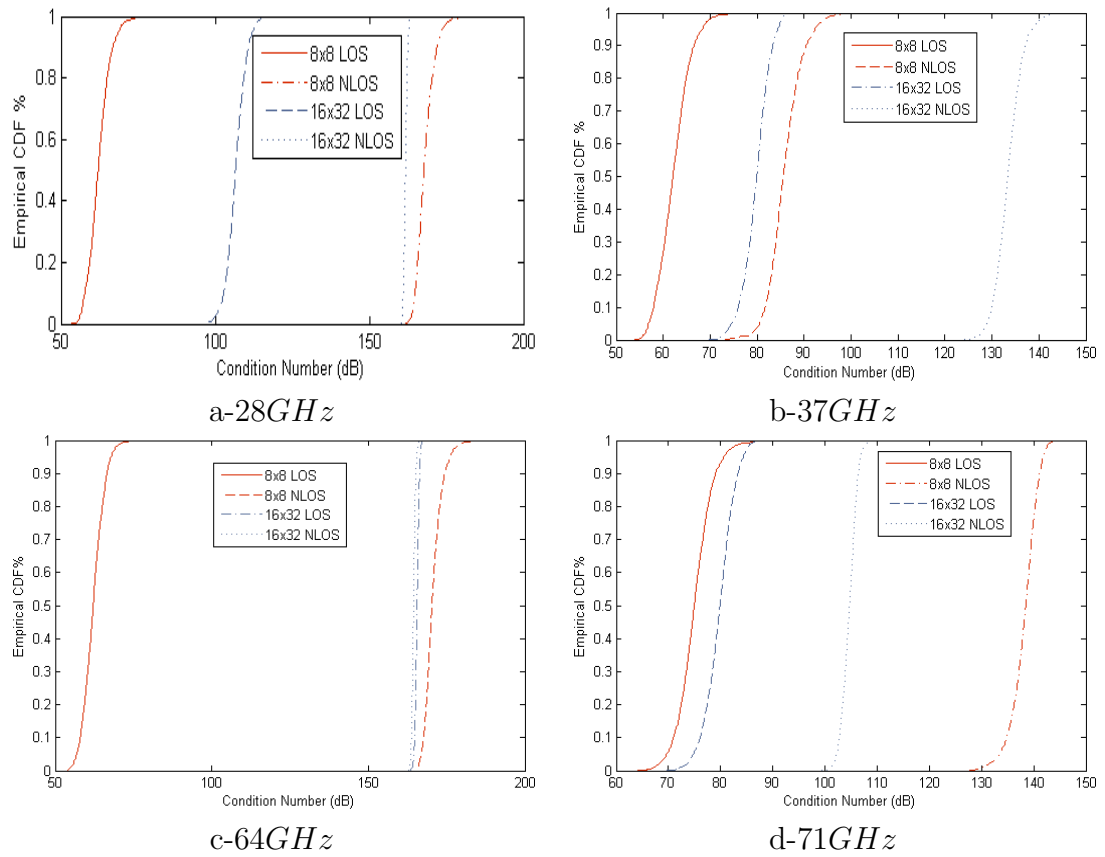 1
0.8
0.6
0.4
0.2
0
Empirical CDF %
50
100
150
200
Condition Number (dB)
8x8 LOS
8x8 NLOS
16x32 LOS
16x32 NLOS
a-28GHz
1
0.9
0.8
0.7
0.6
0.5
0.4
0.3
0.2
0.1
0
Empirical CDF %
50
60
70
80
90
100
110
120
130
140
150
Condition Number (dB)
8x8 LOS
8x8 NLOS
16x32 LOS
16x32 NLOS
b-37GHz
1
0.9
0.8
0.7
0.6
0.5
0.4
0.3
0.2
0.1
0
Empirical CDF%
50
100
150
200
Condition Number (dB)
8x8 LOS
8x8 NLOS
16x32 LOS
16x32 NLOS
c-64GHz
1
0.9
0.8
0.7
0.6
0.5
0.4
0.3
0.2
0.1
0
Empirical CDF%
60
70
80
90
100
110
120
130
140
150
Condition Number (dB)
8x8 LOS
8x8 NLOS
16x32 LOS
16x32 NLOS
d-71GHz